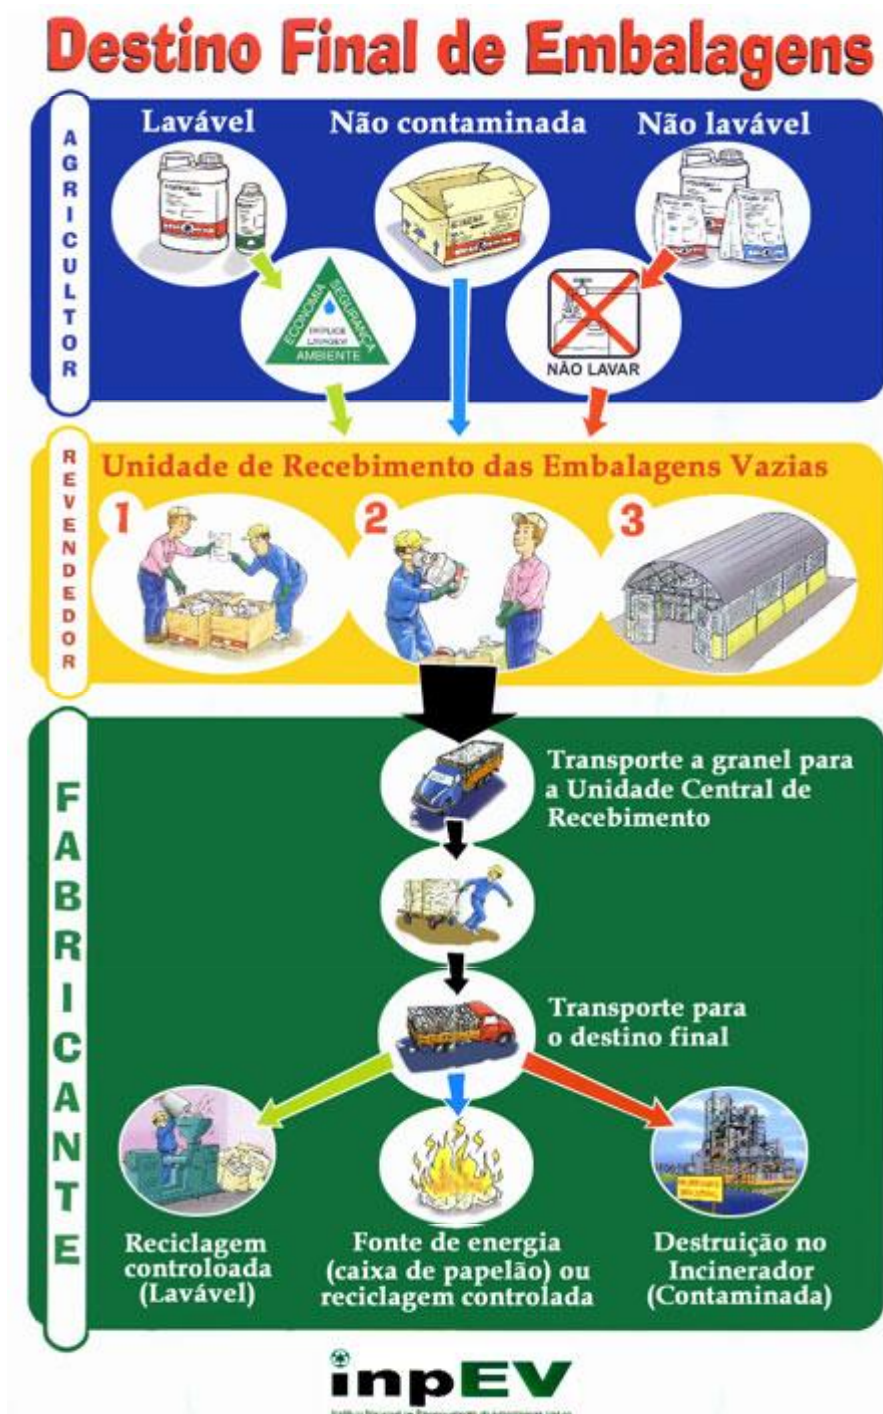 Destino Final de Embalagens
AGRICULTOR
Lavável
Não contaminada
Não lavável
ECONOMIA
SEGURANÇA
AMBIENTE
NÃO LAVAR
REVENDEDOR
Unidade de Recebimento das Embalagens Vazias
1
2
3
FABRICANTE
Transporte a granel para
a Unidade Central de
Recebimento
Transporte para
o destino final
Reciclagem
controloada
(Lavável)
Fonte de energia
(caixa de papelão) ou
reciclagem controlada
Destruição no
Incinerador
(Contaminada)
inpEV